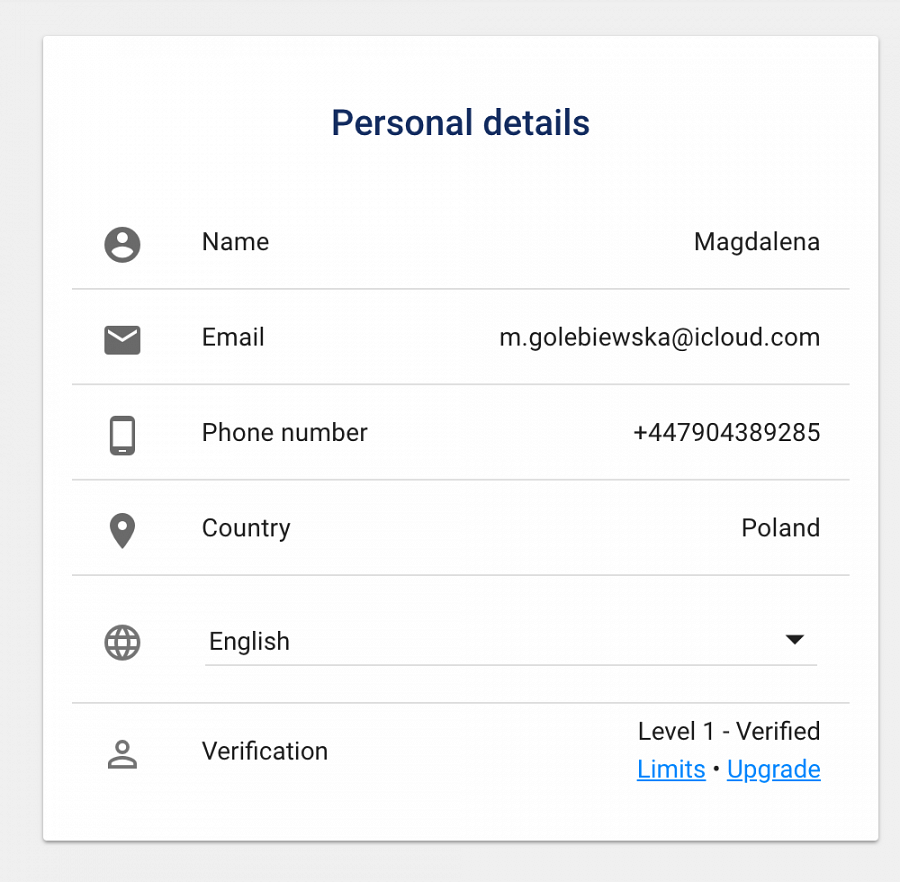 Personal details
Name Magdalena
Email m.golebiewska@icloud.com
Phone number +447904389285
Country Poland
English
Level 1 - Verified
Verification
Limits • Upgrade